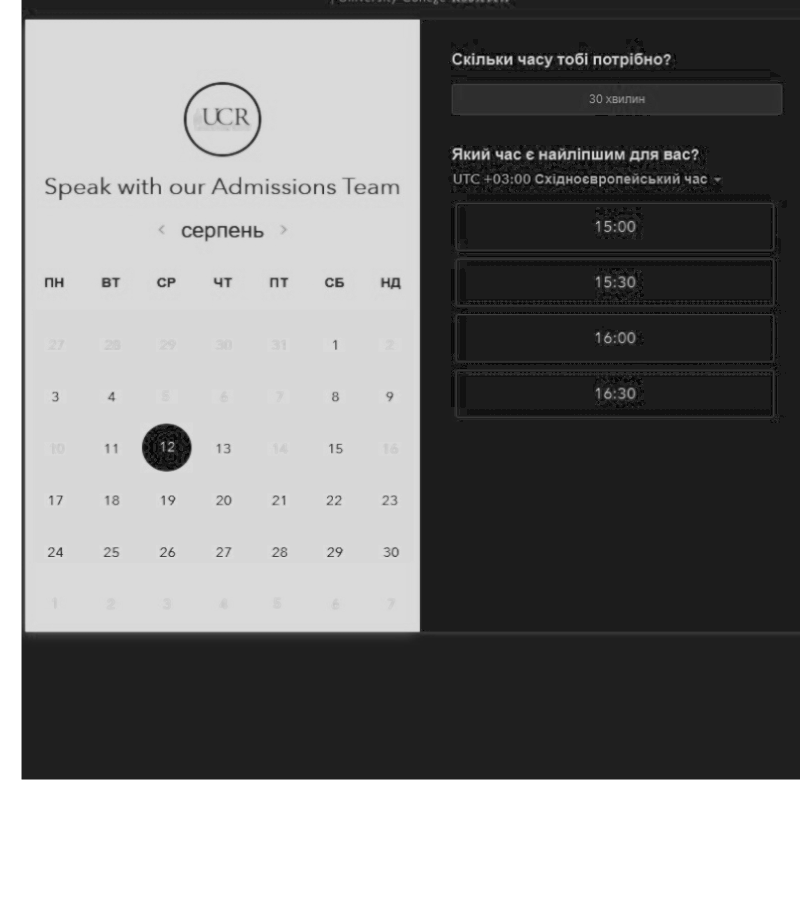 University College Roosevelt
UCR
Speak with our Admissions Team
< серпень >
ПН ВТ СР ЧТ ПТ СБ НД
27 28 29 30 31 1 2
3 4 5 6 7 8 9
10 11 12 13 14 15 16
17 18 19 20 21 22 23
24 25 26 27 28 29 30
1 2 3 4 5 6 7
Скільки часу тобі потрібно?
30 хвилин
Який час є найліпшим для вас?
UTC +03:00 Східноєвропейський час
15:00
15:30
16:00
16:30